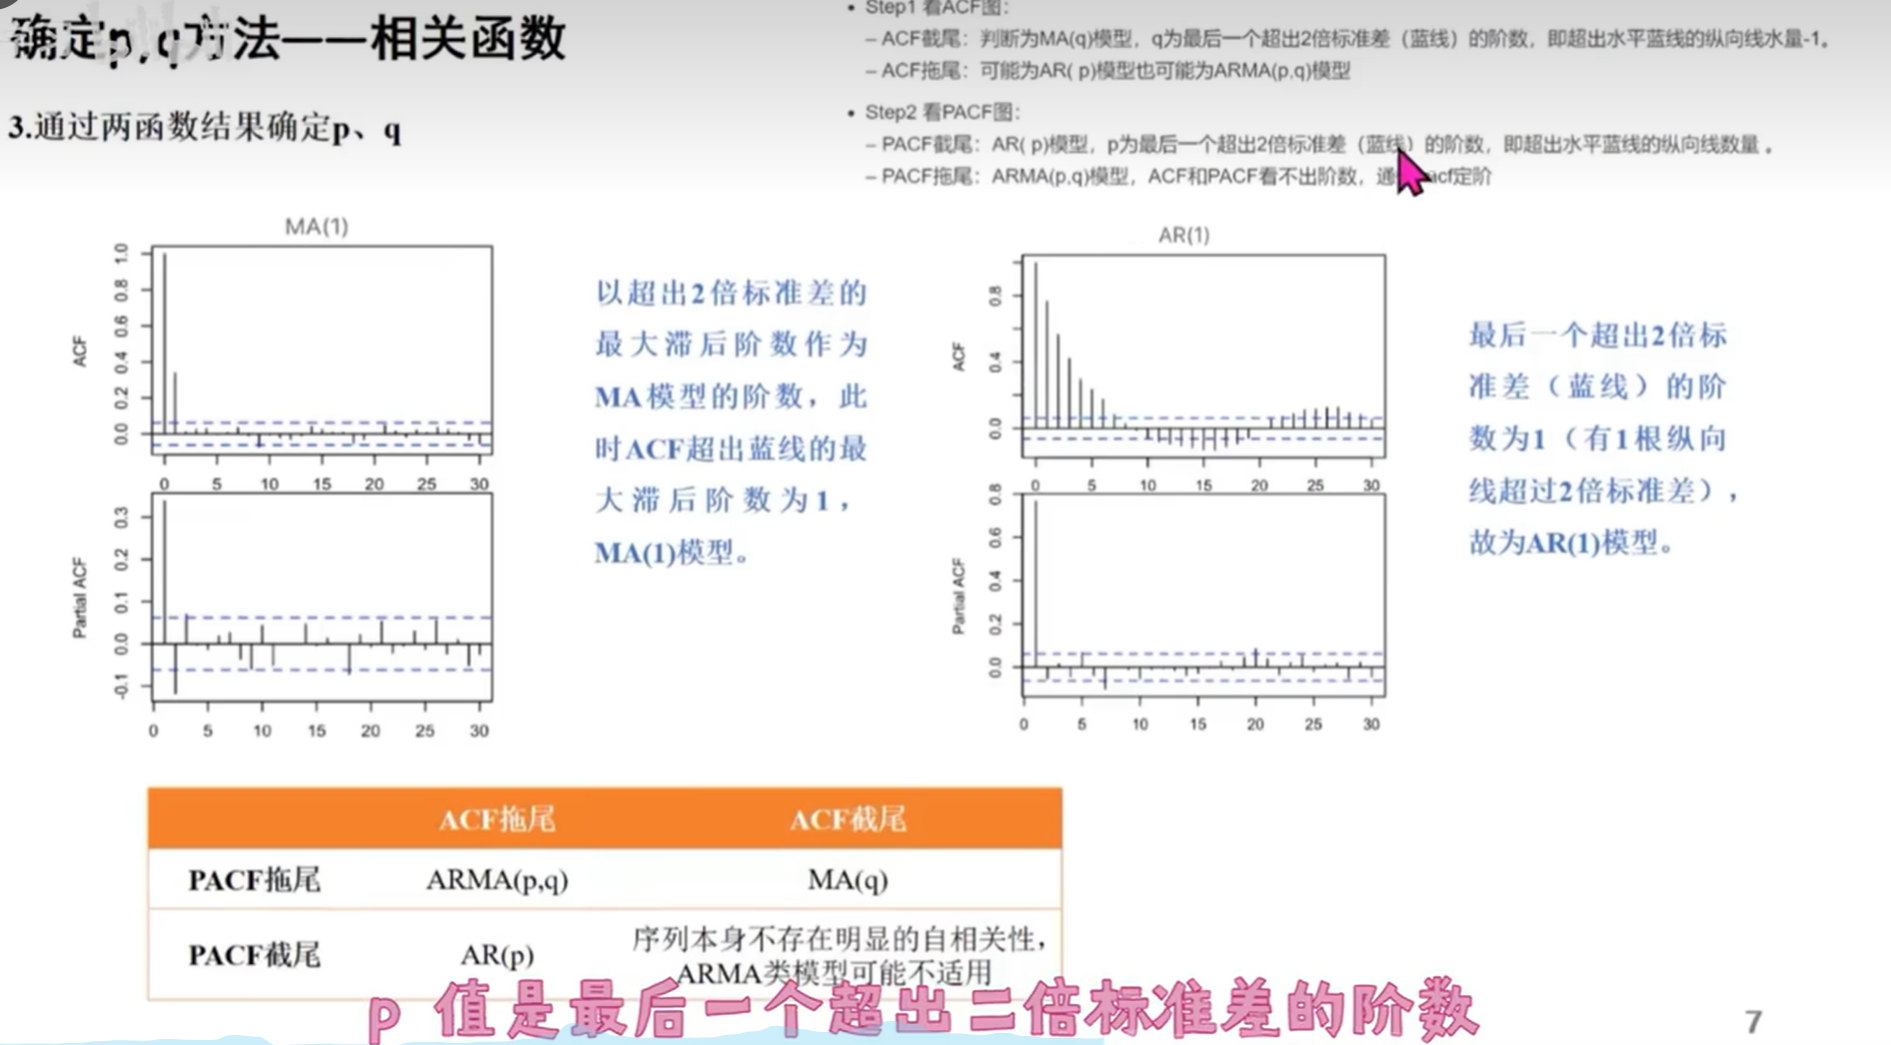 确定p,q方法——相关函数
3.通过两函数结果确定p、q
• Step1 看ACF图：
– ACF截尾：判断为MA(q)模型，q为最后一个超出2倍标准差（蓝线）的阶数，即超出水平蓝线的纵向线水量-1。
– ACF拖尾：可能为AR( p)模型也可能为ARMA(p,q)模型
• Step2 看PACF图：
– PACF截尾：AR( p)模型，p为最后一个超出2倍标准差（蓝线）的阶数，即超出水平蓝线的纵向线数量 。
– PACF拖尾：ARMA(p,q)模型，ACF和PACF看不出阶数，通 acf定阶
MA(1)
ACF
1.0
0.8
0.6
0.4
0.2
0.0
0 5 10 15 20 25 30
Partial ACF
0.3
0.2
0.1
0.0
-0.1
0 5 10 15 20 25 30
以超出2倍标准差的
最大滞后阶数作为
MA模型的阶数，此
时ACF超出蓝线的最
大滞后阶数为1，
MA(1)模型。
AR(1)
ACF
0.8
0.4
0.0
0 5 10 15 20 25 30
Partial ACF
0.8
0.6
0.4
0.2
0.0
0 5 10 15 20 25 30
最后一个超出2倍标
准差（蓝线）的阶
数为1（有1根纵向
线超过2倍标准差），
故为AR(1)模型。
ACF拖尾 ACF截尾
PACF拖尾 ARMA(p,q) MA(q)
PACF截尾 AR(p) 序列本身不存在明显的自相关性，
ARMA类模型可能不适用
p 值是最后一个超出二倍标准差的阶数
7